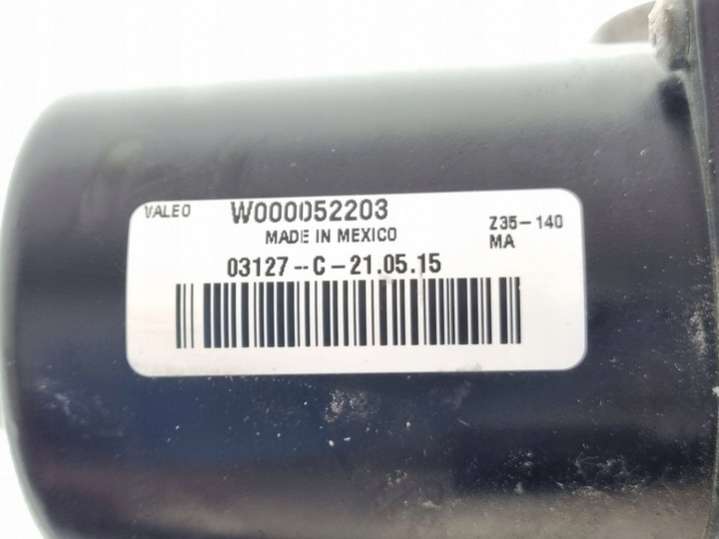 VALEO W000052203 Z35-140
MADE IN MEXICO MA
03127--C-21.05.15